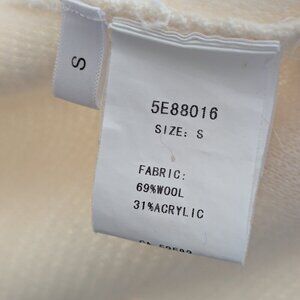 S
5E88016
SIZE: S
FABRIC:
69%WOOL
31%ACRYLIC